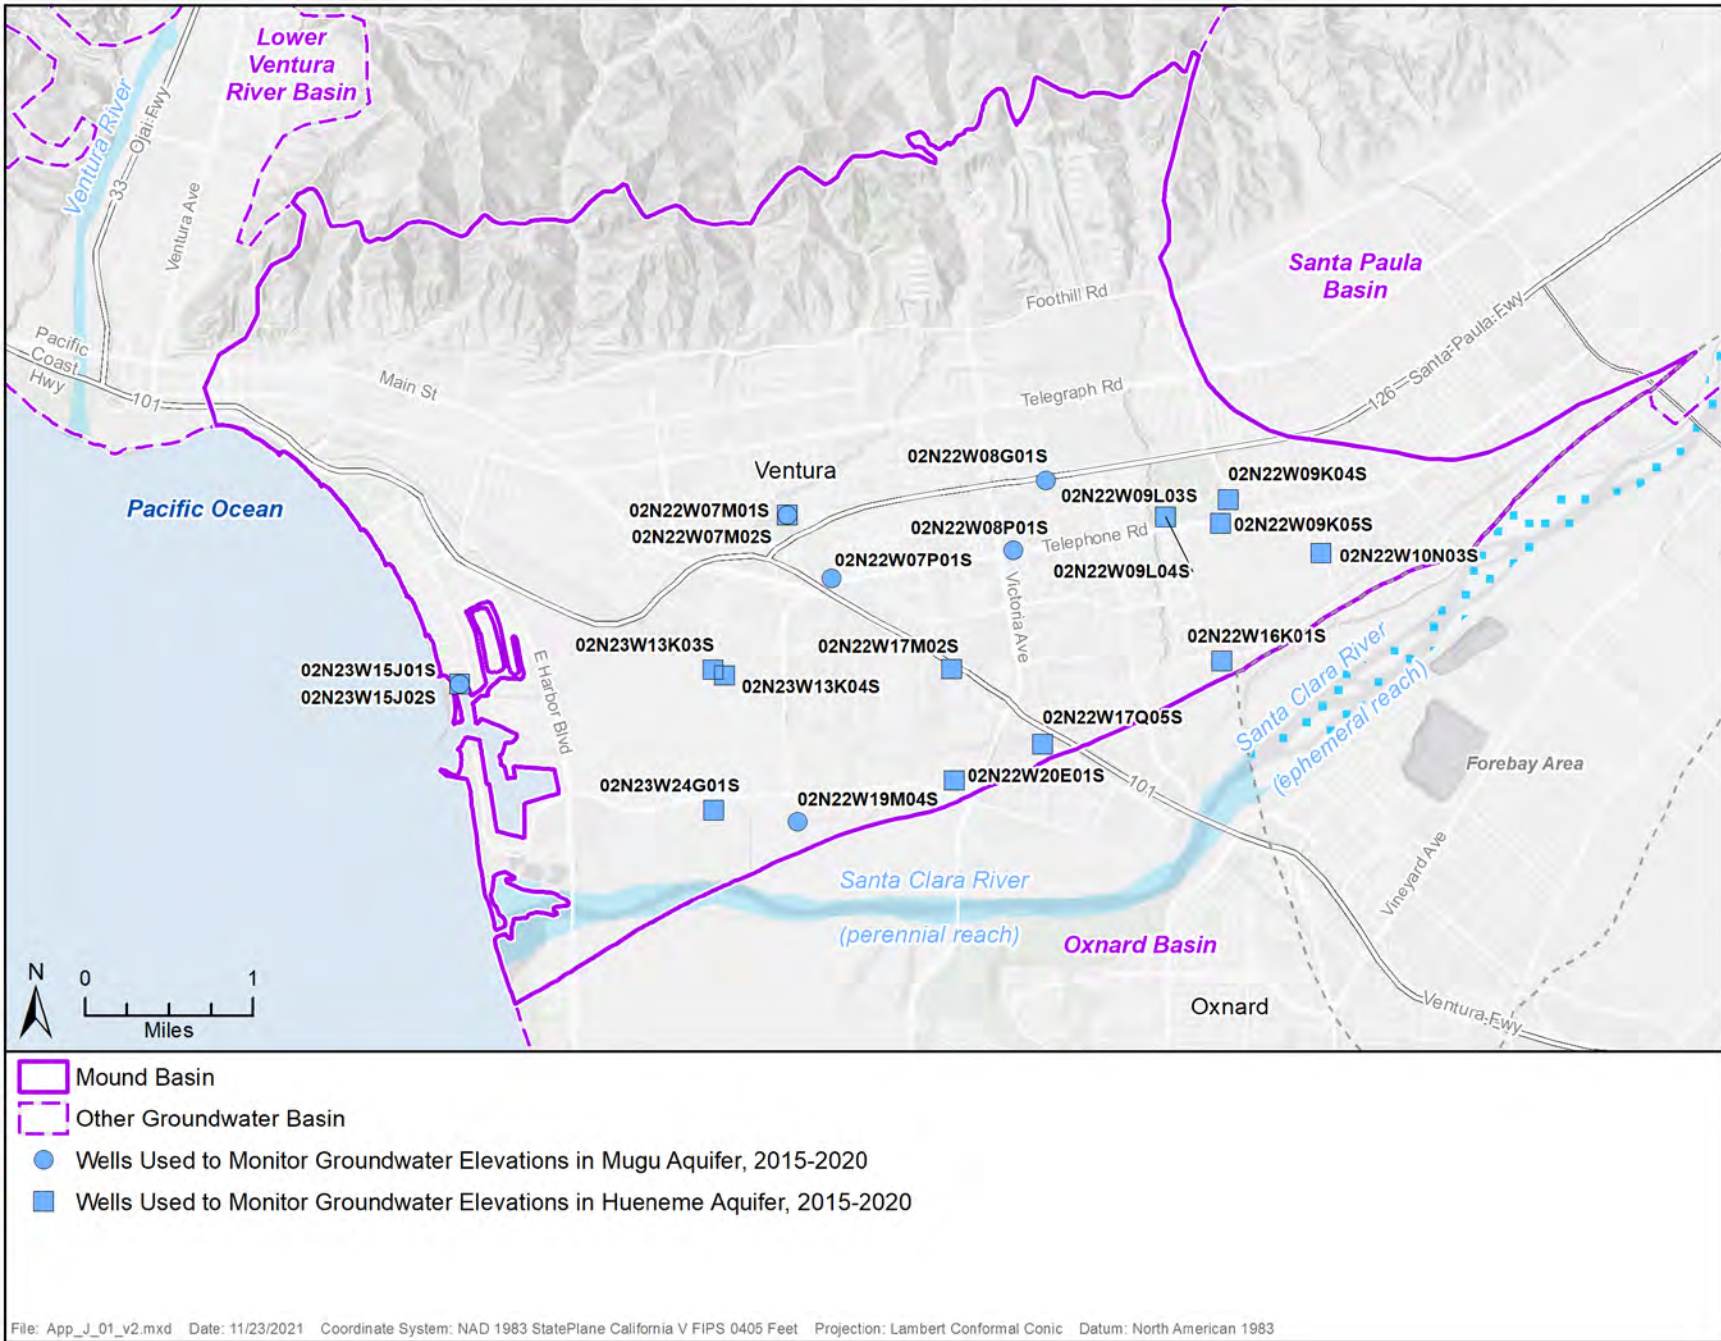 Lower
Ventura
River Basin
Ventura River
33
Ojai Fwy
Ventura Ave
Santa Paula
Basin
Foothill Rd
Pacific
Coast
Hwy
101
Main St
Telegraph Rd
126
Santa Paula Fwy
Pacific Ocean
Ventura
02N22W08G01S
02N22W09K04S
02N22W09L03S
02N22W07M01S
02N22W07M02S
02N22W08P01S
Telephone Rd
02N22W09K05S
02N22W07P01S
02N22W09L04S
02N22W10N03S
Victoria Ave
02N23W13K03S
02N22W17M02S
02N22W16K01S
02N23W15J01S
02N23W15J02S
02N23W13K04S
E Harbor Blvd
02N22W17Q05S
Santa Clara River
(ephemeral reach)
02N23W24G01S
02N22W20E01S
02N22W19M04S
101
Forebay Area
Vineyard Ave
Santa Clara River
(perennial reach)
Oxnard Basin
Oxnard
Ventura Fwy
N
0 1
Miles
Mound Basin
Other Groundwater Basin
Wells Used to Monitor Groundwater Elevations in Mugu Aquifer, 2015-2020
Wells Used to Monitor Groundwater Elevations in Hueneme Aquifer, 2015-2020
File: App_J_01_v2.mxd Date: 11/23/2021 Coordinate System: NAD 1983 StatePlane California V FIPS 0405 Feet Projection: Lambert Conformal Conic Datum: North American 1983